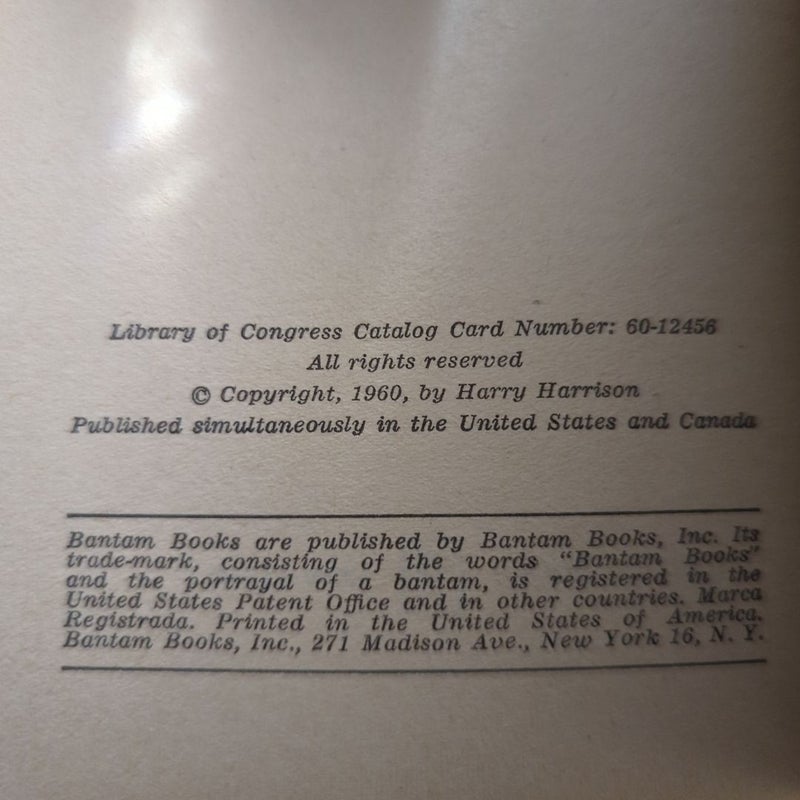 Library of Congress Catalog Card Number: 60-12456
All rights reserved
© Copyright, 1960, by Harry Harrison
Published simultaneously in the United States and Canada
Bantam Books are published by Bantam Books, Inc. Its
trade-mark, consisting of the words “Bantam Books”
and the portrayal of a bantam, is registered in the
United States Patent Office and in other countries. Marca
Registrada. Printed in the United States of America.
Bantam Books, Inc., 271 Madison Ave., New York 16, N. Y.